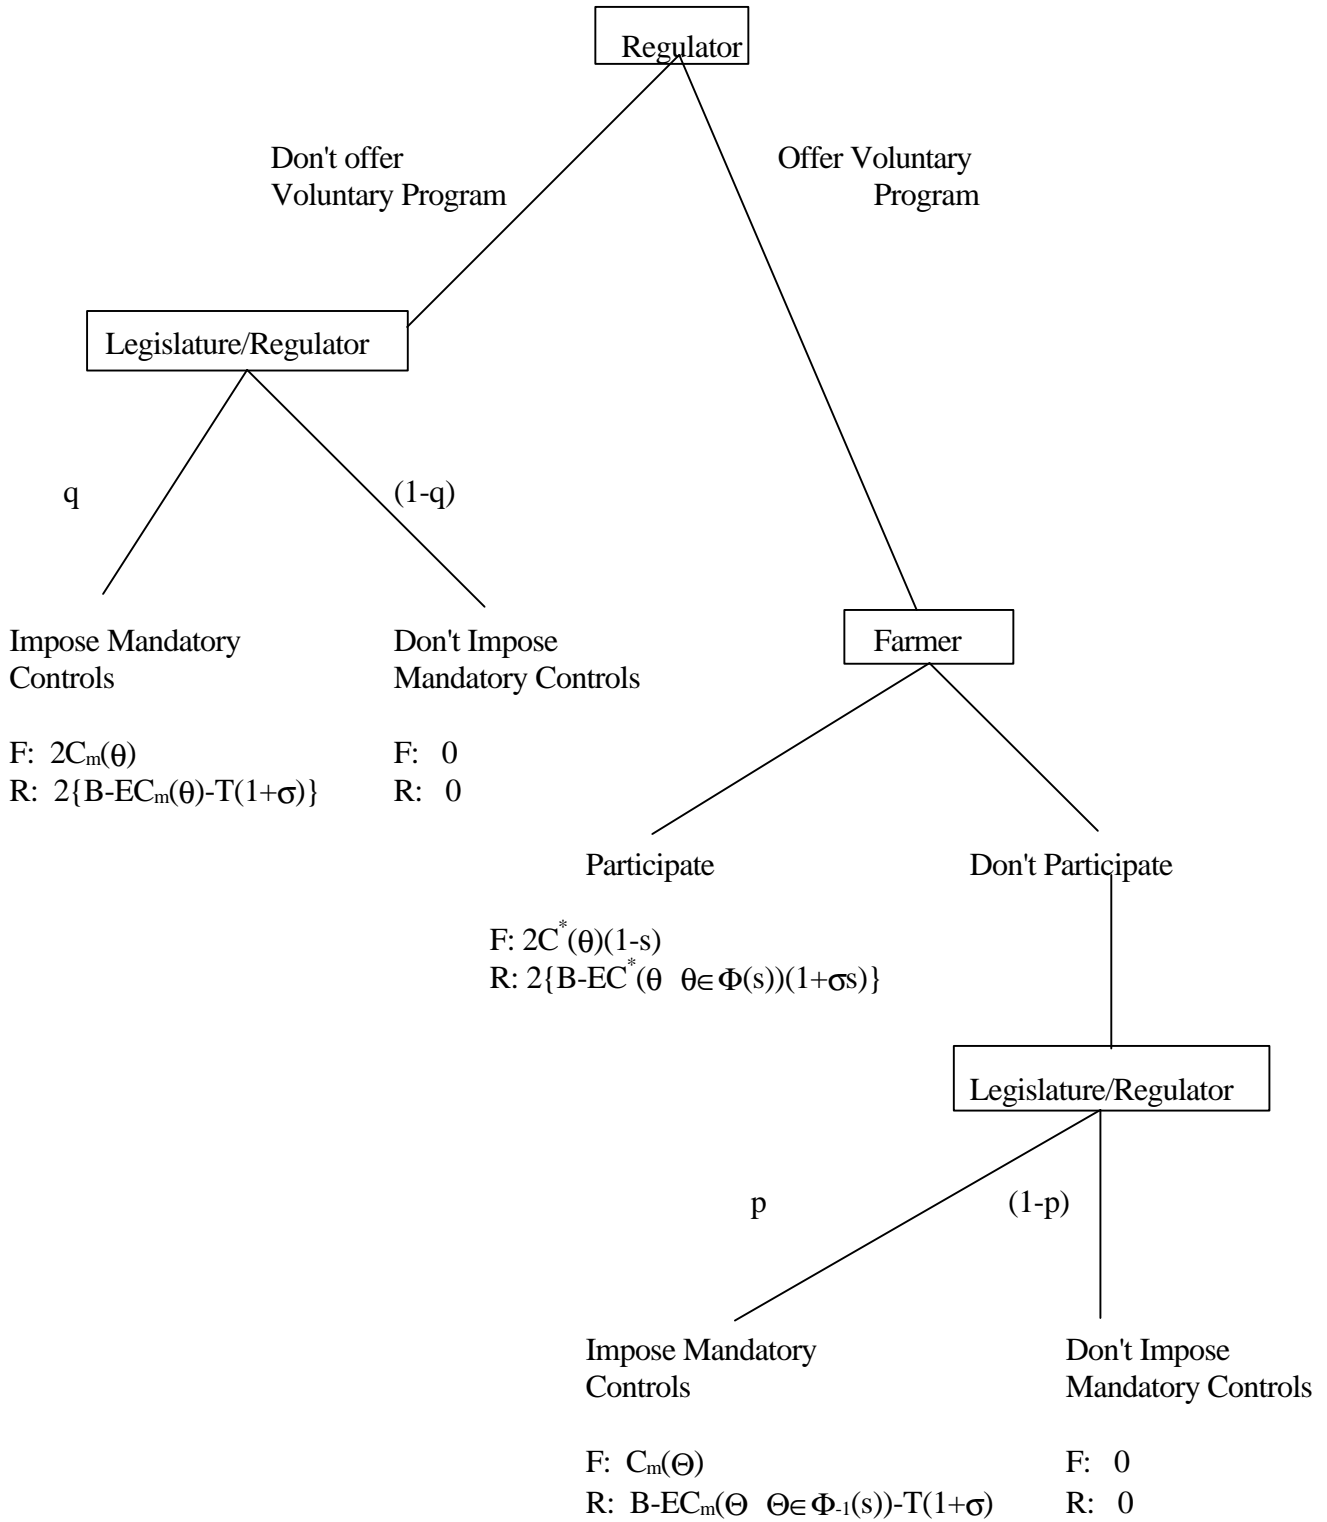 Regulator
Don't offer
Voluntary Program
Offer Voluntary
Program
Legislature/Regulator
q
(1-q)
Impose Mandatory
Controls
F: 2Cm(θ)
R: 2{B-ECm(θ)-T(1+σ)}
Don't Impose
Mandatory Controls
F: 0
R: 0
Farmer
Participate
F: 2C*(θ)(1-s)
R: 2{B-EC*(θ θ∈Φ(s))(1+σs)}
Don't Participate
Legislature/Regulator
p
(1-p)
Impose Mandatory
Controls
F: Cm(Θ)
R: B-ECm(Θ Θ∈Φ-1(s))-T(1+σ)
Don't Impose
Mandatory Controls
F: 0
R: 0